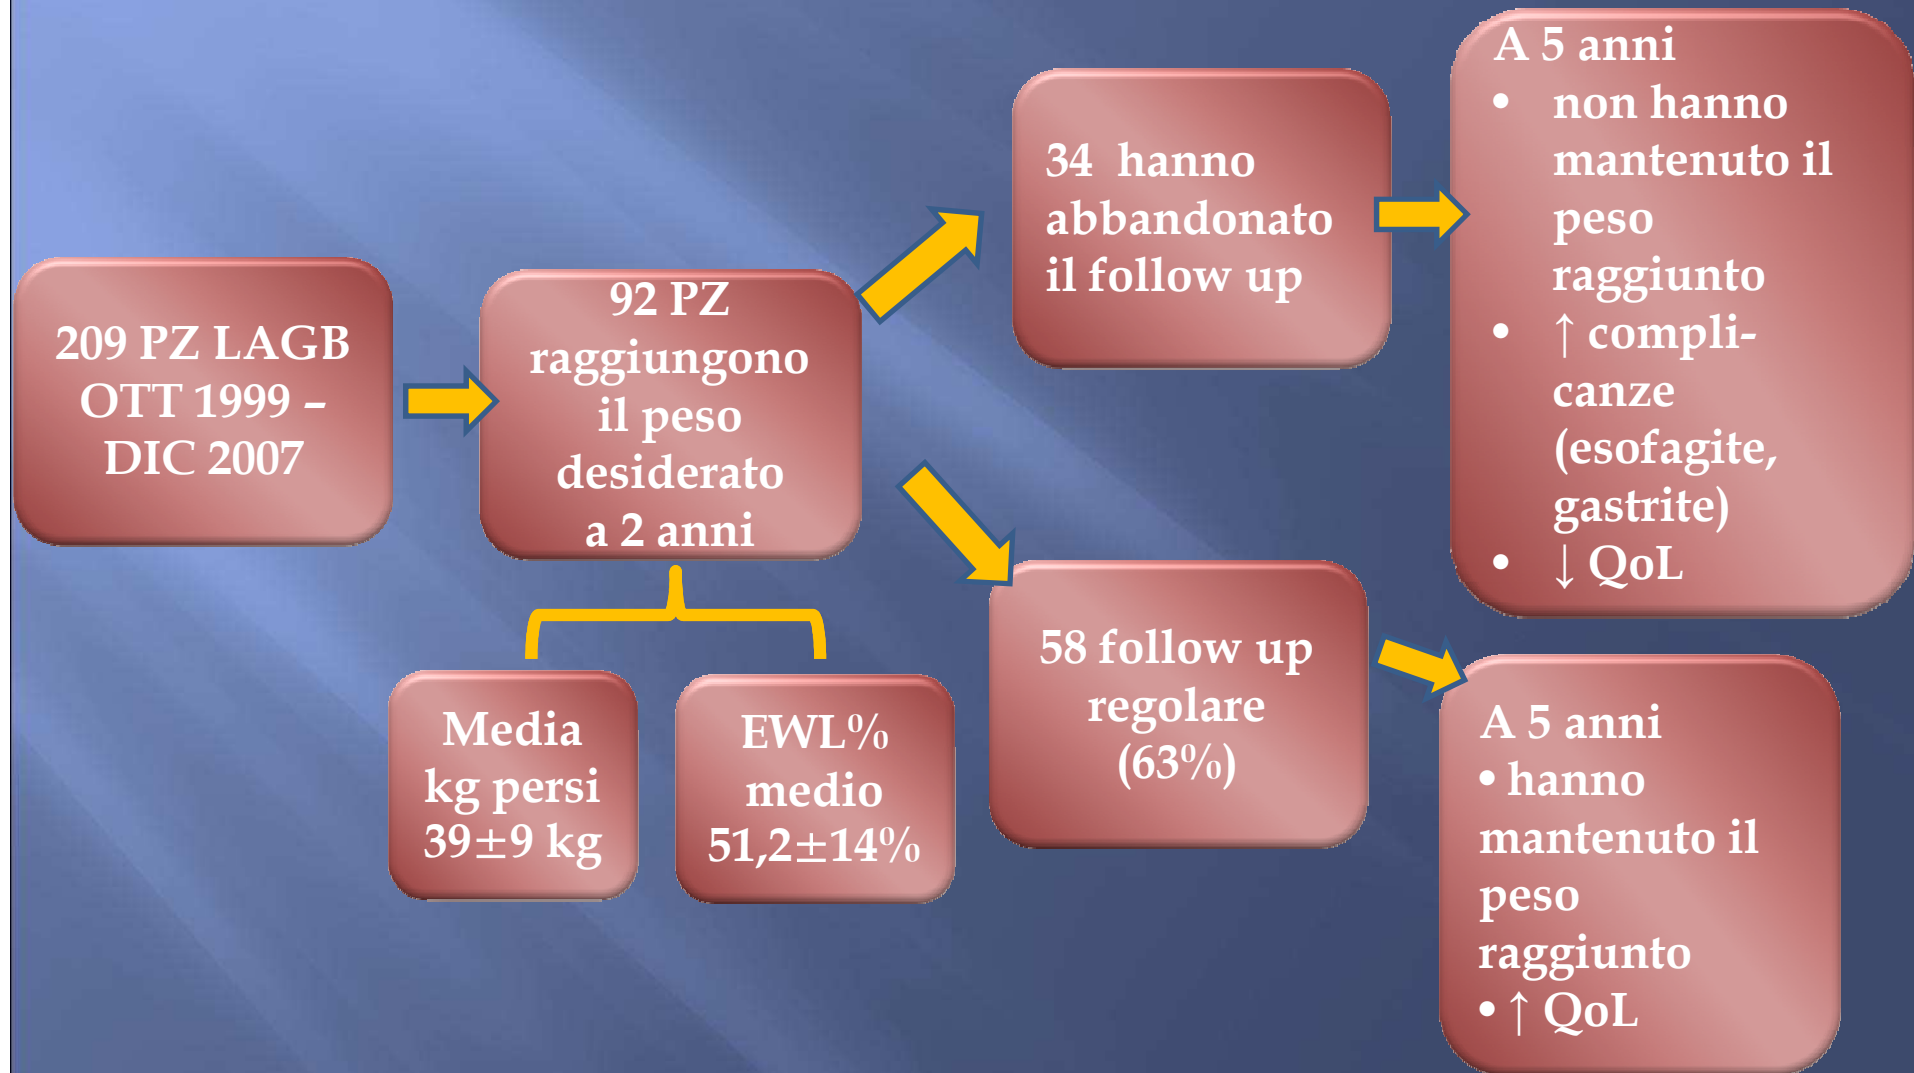 209 PZ LAGB
OTT 1999 –
DIC 2007
92 PZ
raggiungono
il peso
desiderato
a 2 anni
Media
kg persi
39±9 kg
EWL%
medio
51,2±14%
34 hanno
abbandonato
il follow up
A 5 anni
• non hanno
mantenuto il
peso
raggiunto
• ↑ compli-
canze
(esofagite,
gastrite)
• ↓ QoL
58 follow up
regolare
(63%)
A 5 anni
• hanno
mantenuto il
peso
raggiunto
• ↑ QoL